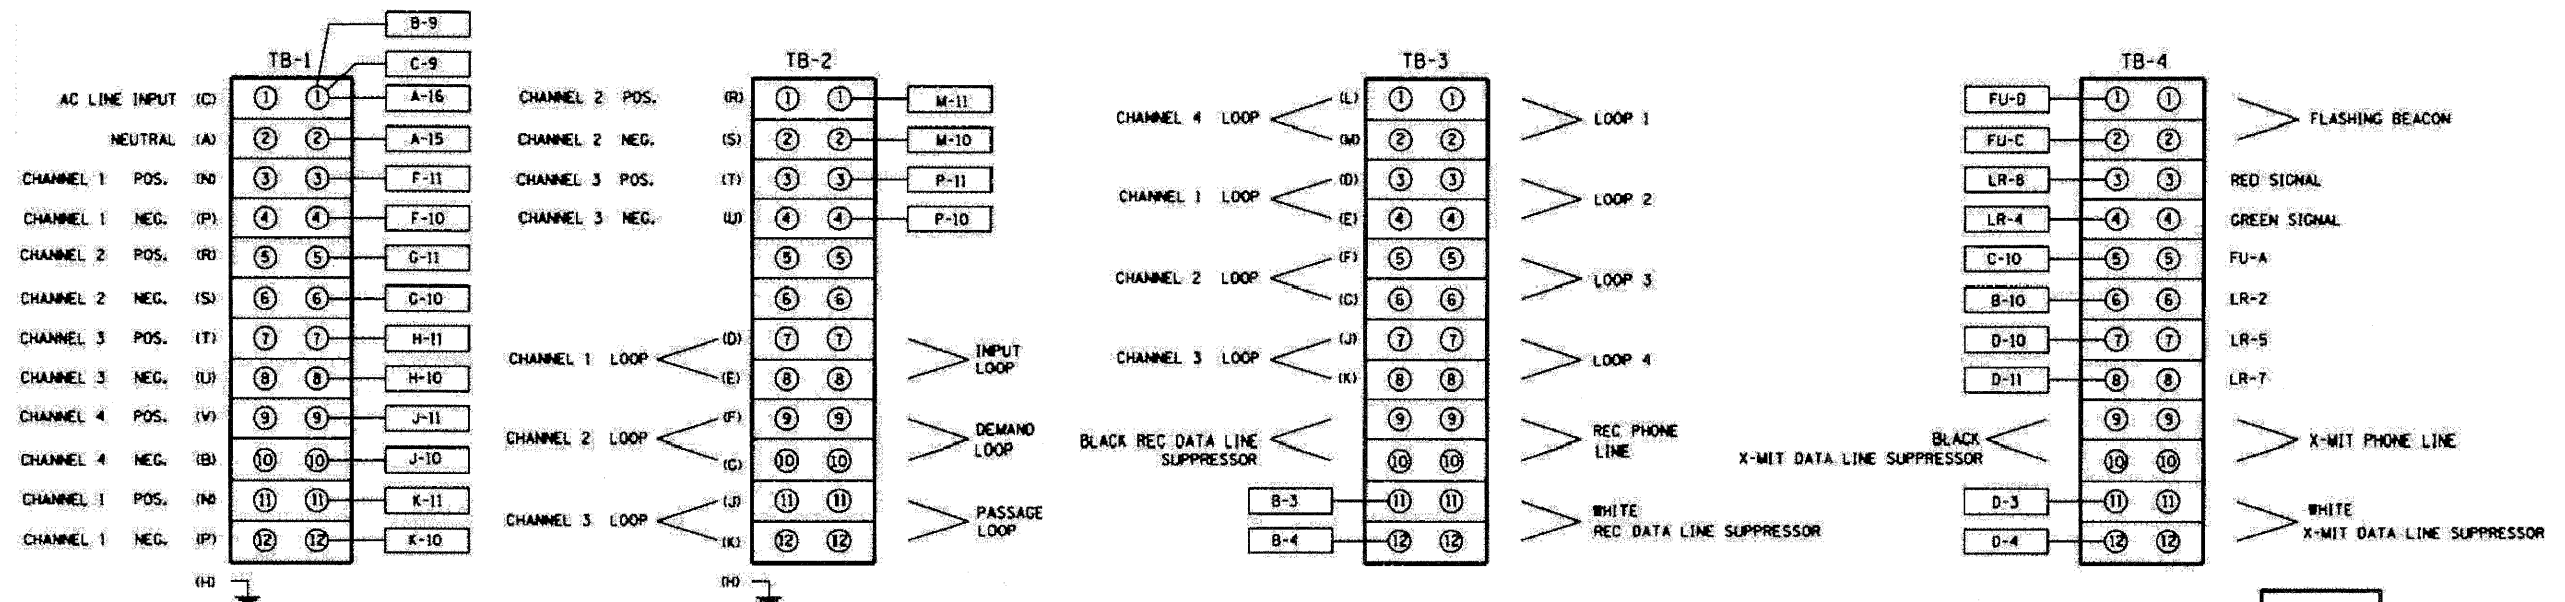 TB-1
B-9
C-9
AC LINE INPUT (C) 1 1 A-16
NEUTRAL (A) 2 2 A-15
CHANNEL 1 POS. (N) 3 3 F-11
CHANNEL 1 NEG. (P) 4 4 F-10
CHANNEL 2 POS. (R) 5 5 G-11
CHANNEL 2 NEG. (S) 6 6 G-10
CHANNEL 3 POS. (T) 7 7 H-11
CHANNEL 3 NEG. (U) 8 8 H-10
CHANNEL 4 POS. (V) 9 9 J-11
CHANNEL 4 NEG. (B) 10 10 J-10
CHANNEL 1 POS. (N) 11 11 K-11
CHANNEL 1 NEG. (P) 12 12 K-10
(H)
TB-2
CHANNEL 2 POS. (R) 1 1 M-11
CHANNEL 2 NEG. (S) 2 2 M-10
CHANNEL 3 POS. (T) 3 3 P-11
CHANNEL 3 NEG. (U) 4 4 P-10
5 5
6 6
CHANNEL 1 LOOP
(D) 7 7
(E) 8 8
INPUT
LOOP
CHANNEL 2 LOOP
(F) 9 9
(G) 10 10
DEMAND
LOOP
CHANNEL 3 LOOP
(J) 11 11
(K) 12 12
PASSAGE
LOOP
(H)
TB-3
CHANNEL 4 LOOP
(L) 1 1
(M) 2 2
LOOP 1
CHANNEL 1 LOOP
(D) 3 3
(E) 4 4
LOOP 2
CHANNEL 2 LOOP
(F) 5 5
(G) 6 6
LOOP 3
CHANNEL 3 LOOP
(J) 7 7
(K) 8 8
LOOP 4
BLACK REC DATA LINE
SUPPRESSOR
9 9
10 10
REC PHONE
LINE
B-3 11 11
B-4 12 12
WHITE
REC DATA LINE SUPPRESSOR
TB-4
FU-D 1 1
FU-C 2 2
FLASHING BEACON
LR-8 3 3 RED SIGNAL
LR-4 4 4 GREEN SIGNAL
C-10 5 5 FU-A
B-10 6 6 LR-2
D-10 7 7 LR-5
D-11 8 8 LR-7
BLACK
X-MIT DATA LINE SUPPRESSOR
9 9
10 10
X-MIT PHONE LINE
D-3 11 11
D-4 12 12
WHITE
X-MIT DATA LINE SUPPRESSOR